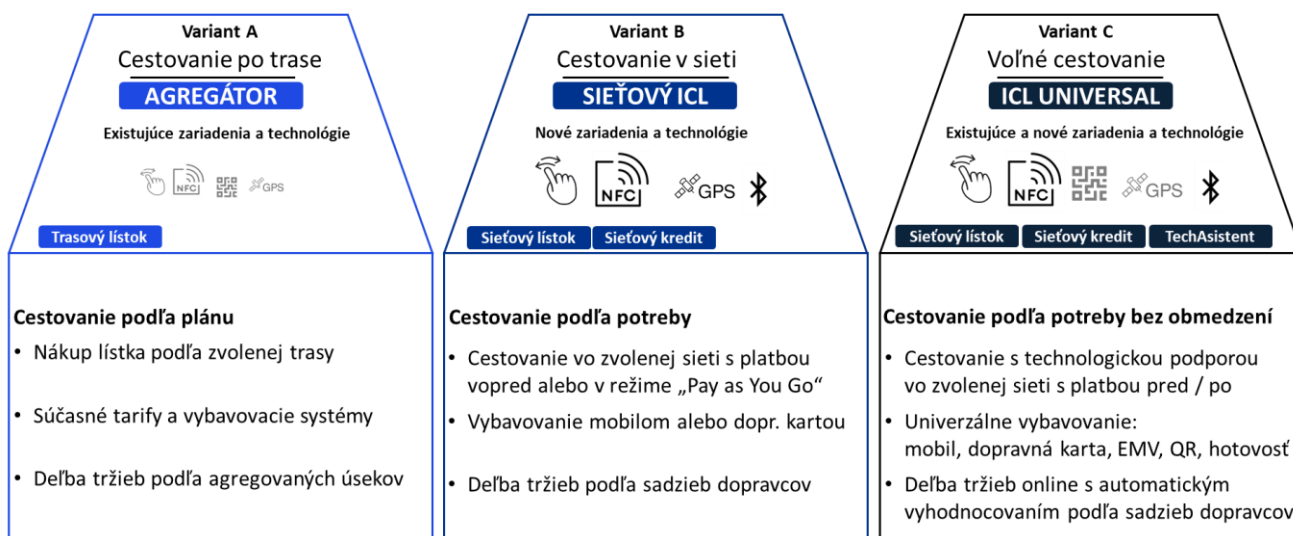 Variant A
Cestovanie po trase
AGREGÁTOR
Existujúce zariadenia a technológie
NFC
GPS
Trasový lístok
Cestovanie podľa plánu
• Nákup lístka podľa zvolenej trasy
• Súčasné tarify a vybavovacie systémy
• Deľba tržieb podľa agregovaných úsekov
Variant B
Cestovanie v sieti
SIEŤOVÝ ICL
Nové zariadenia a technológie
NFC
GPS
Sieťový lístok
Sieťový kredit
Cestovanie podľa potreby
• Cestovanie vo zvolenej sieti s platbou
vopred alebo v režime „Pay as You Go“
• Vybavovanie mobilom alebo dopr. kartou
• Deľba tržieb podľa sadzieb dopravcov
Variant C
Voľné cestovanie
ICL UNIVERSAL
Existujúce a nové zariadenia a technológie
NFC
GPS
Sieťový lístok
Sieťový kredit
TechAsistent
Cestovanie podľa potreby bez obmedzení
• Cestovanie s technologickou podporou
vo zvolenej sieti s platbou pred / po
• Univerzálne vybavovanie:
mobil, dopravná karta, EMV, QR, hotovosť
• Deľba tržieb online s automatickým
vyhodnocovaním podľa sadzieb dopravcov